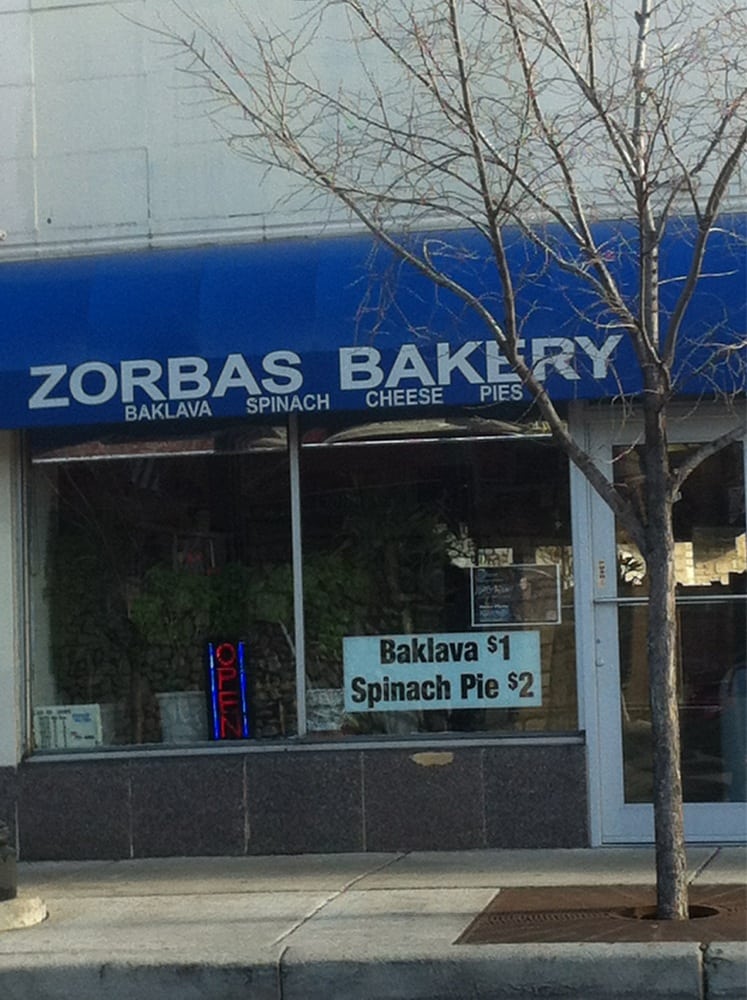 ZORBAS BAKERY
BAKLAVA SPINACH CHEESE PIES
OPEN
Baklava $1
Spinach Pie $2